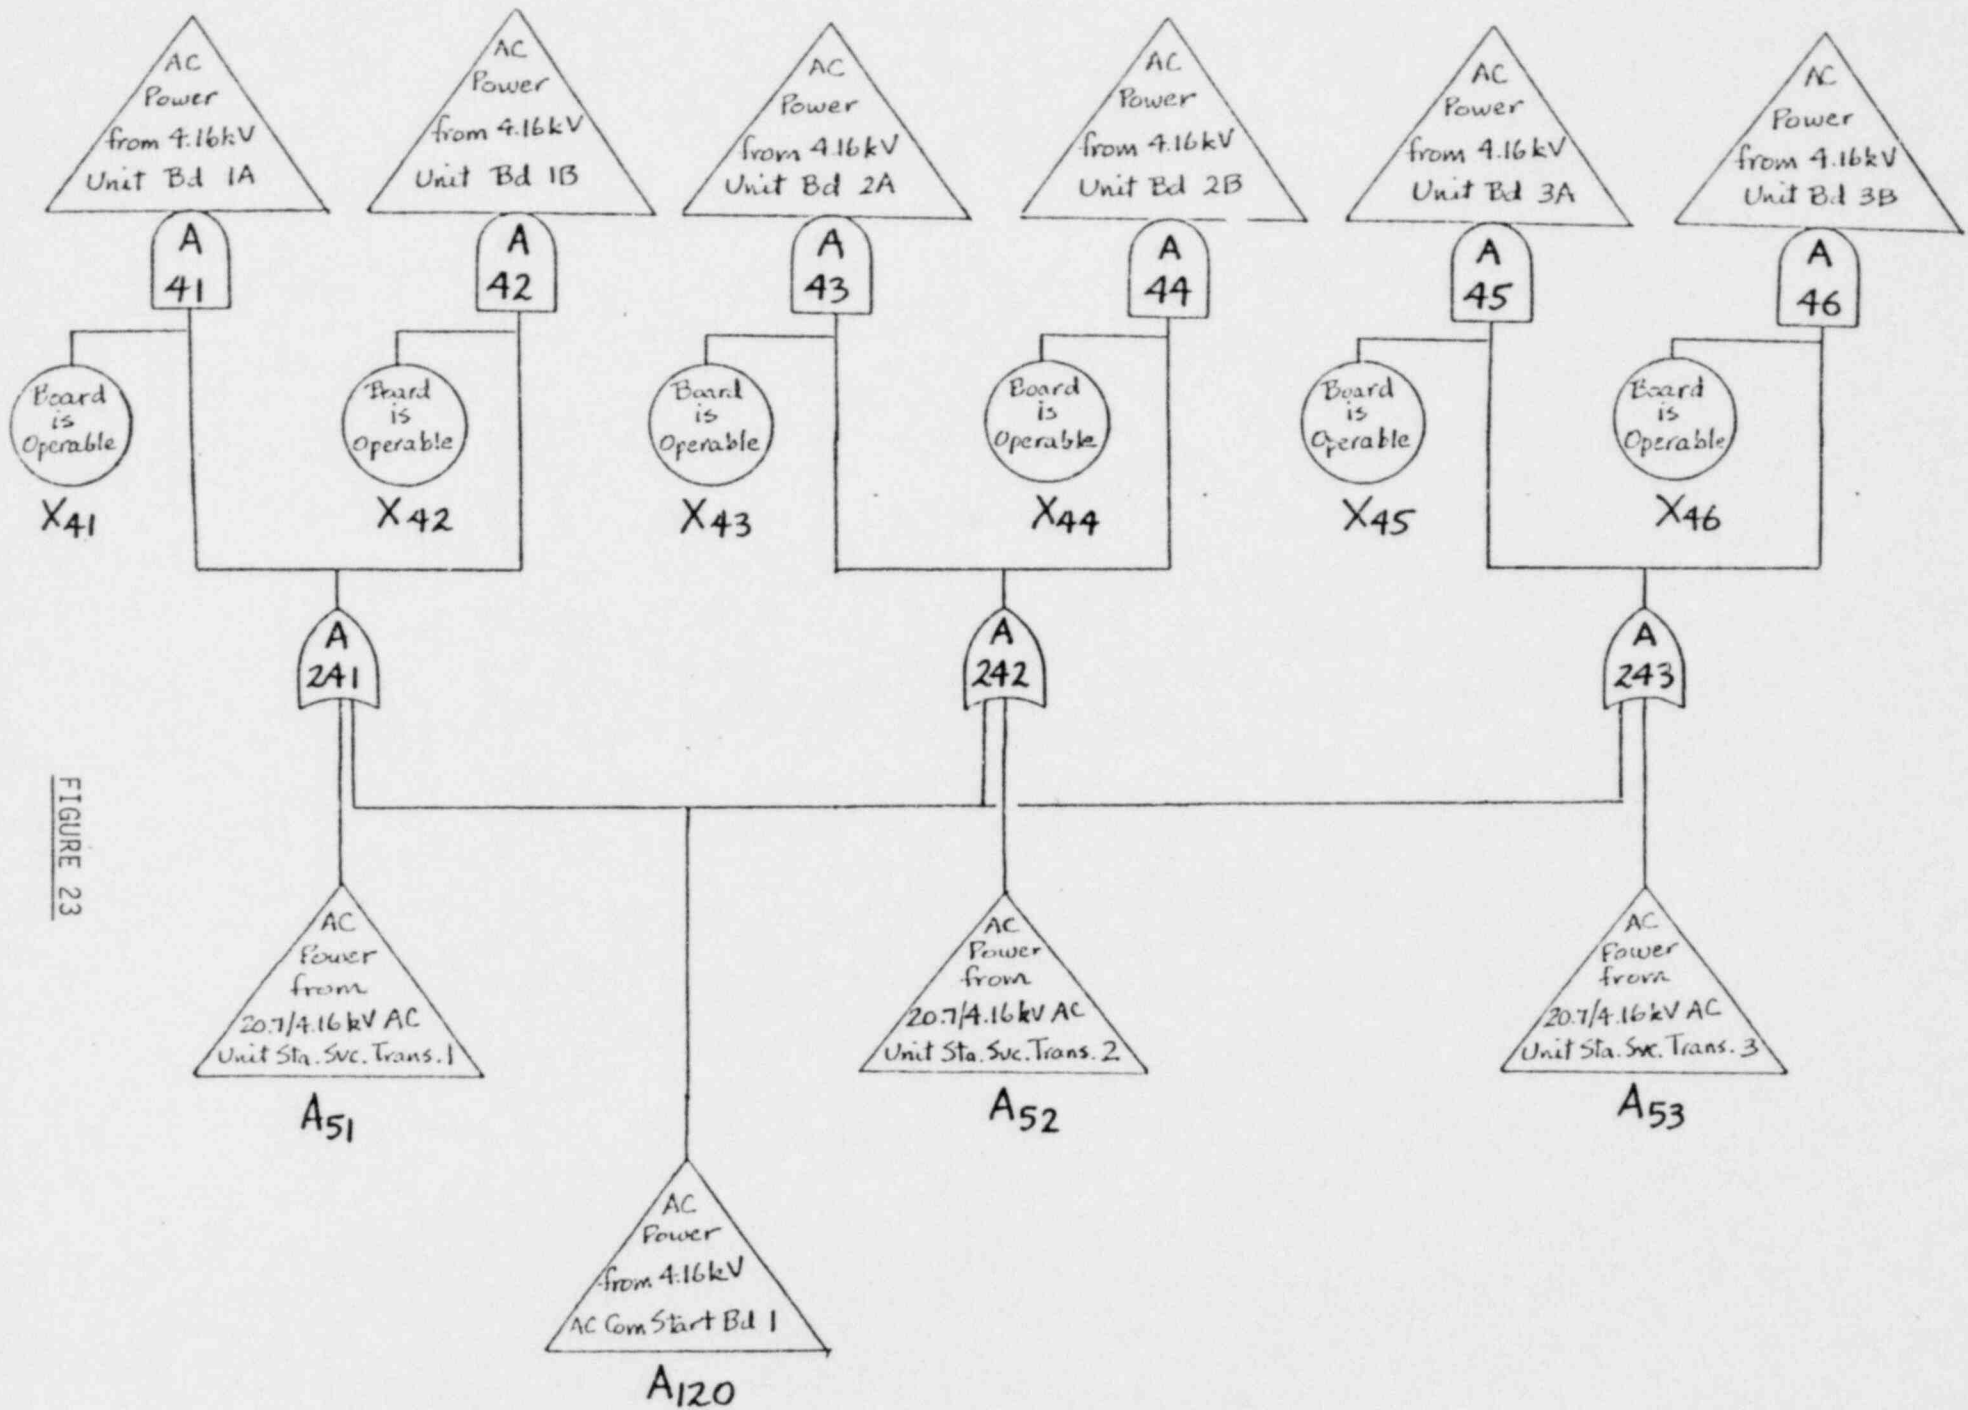 AC
Power
from 4.16kV
Unit Bd 1A
AC
Power
from 4.16kV
Unit Bd 1B
AC
Power
from 4.16kV
Unit Bd 2A
AC
Power
from 4.16kV
Unit Bd 2B
AC
Power
from 4.16kV
Unit Bd 3A
AC
Power
from 4.16kV
Unit Bd 3B
A
41
A
42
A
43
A
44
A
45
A
46
Board
is
Operable
X41
Board
is
Operable
X42
Board
is
Operable
X43
Board
is
Operable
X44
Board
is
Operable
X45
Board
is
Operable
X46
A
241
A
242
A
243
FIGURE 23
AC
Power
from
20.7/4.16kV AC
Unit Sta. Svc. Trans. 1
A51
AC
Power
from
20.7/4.16kV AC
Unit Sta. Svc. Trans. 2
A52
AC
Power
from
20.7/4.16kV AC
Unit Sta. Svc. Trans. 3
A53
AC
Power
from 4.16kV
AC Com Start Bd 1
A120